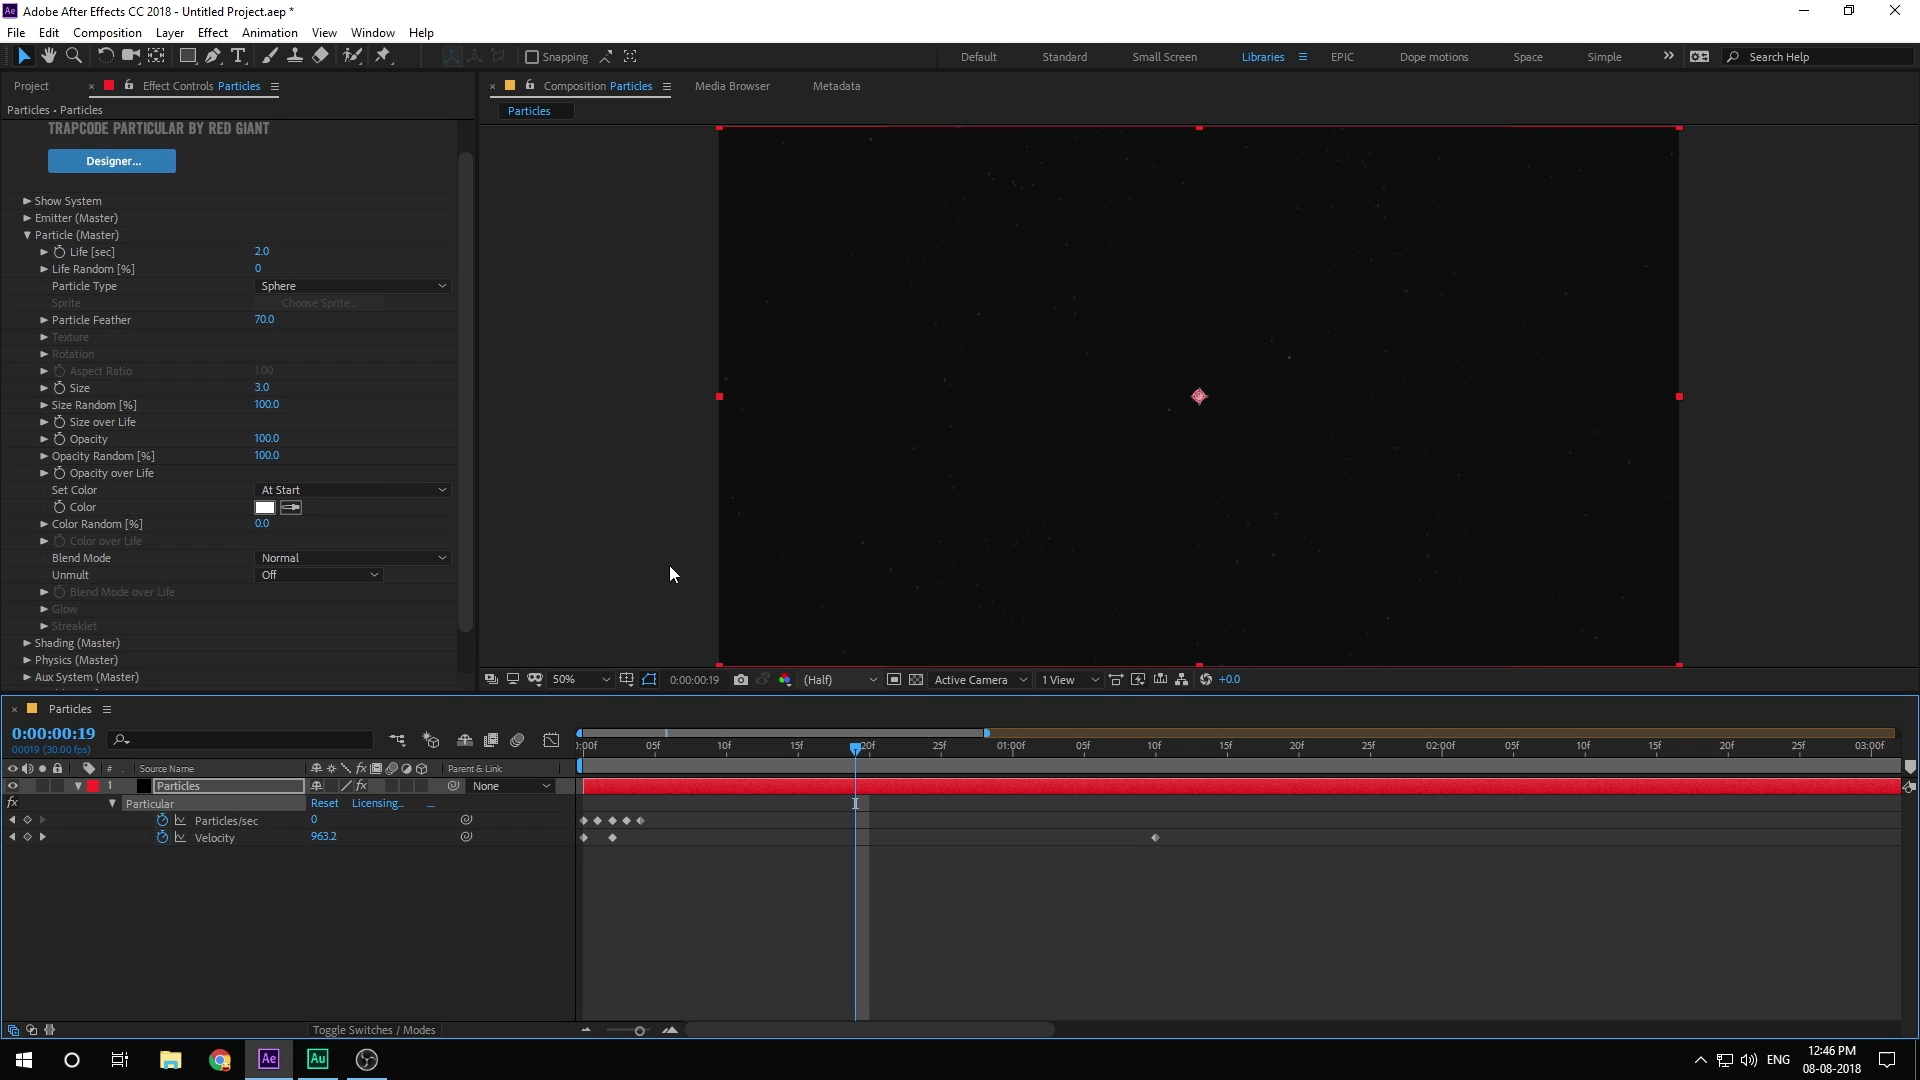 Adobe After Effects CC 2018 - Untitled Project.aep *
File Edit Composition Layer Effect Animation View Window Help
Snapping
Default Standard Small Screen Libraries EPIC Dope motions Space Simple Search Help
Project Effect Controls Particles
Composition Particles Media Browser Metadata
Particles • Particles
Particles
TRAPCODE PARTICULAR BY RED GIANT
Designer...
Show System
Emitter (Master)
Particle (Master)
Life [sec] 2.0
Life Random [%] 0
Particle Type Sphere
Sprite Choose Sprite...
Particle Feather 70.0
Texture
Rotation
Aspect Ratio 1.00
Size 3.0
Size Random [%] 100.0
Size over Life
Opacity 100.0
Opacity Random [%] 100.0
Opacity over Life
Set Color At Start
Color
Color Random [%] 0.0
Color over Life
Blend Mode Normal
Unmult Off
Blend Mode over Life
Glow
Streaklet
Shading (Master)
Physics (Master)
Aux System (Master)
50% 0:00:00:19 (Half) Active Camera 1 View +0.0
Particles
0:00:00:19
00019 (30.00 fps)
:00f 05f 10f 15f 20f 25f 01:00f 05f 10f 15f 20f 25f 02:00f 05f 10f 15f 20f 25f 03:00f
# Source Name fx Parent & Link
1 Particles fx None
fx Particular Reset Licensing...
Particles/sec 0
Velocity 963.2
Toggle Switches / Modes
Ae Au
ENG
12:46 PM
08-08-2018